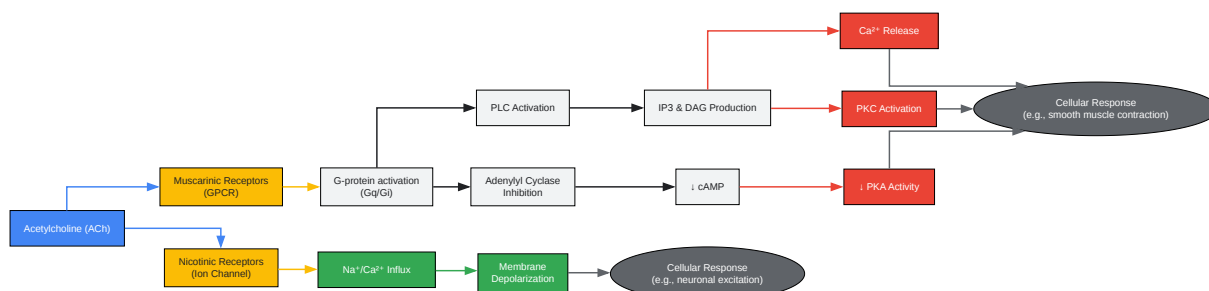 Ca²⁺ Release
PLC Activation
IP3 & DAG Production
PKC Activation
Cellular Response
(e.g., smooth muscle contraction)
Muscarinic Receptors
(GPCR)
G-protein activation
(Gq/Gi)
Adenylyl Cyclase
Inhibition
↓ cAMP
↓ PKA Activity
Acetylcholine (ACh)
Nicotinic Receptors
(Ion Channel)
Na⁺/Ca²⁺ Influx
Membrane
Depolarization
Cellular Response
(e.g., neuronal excitation)